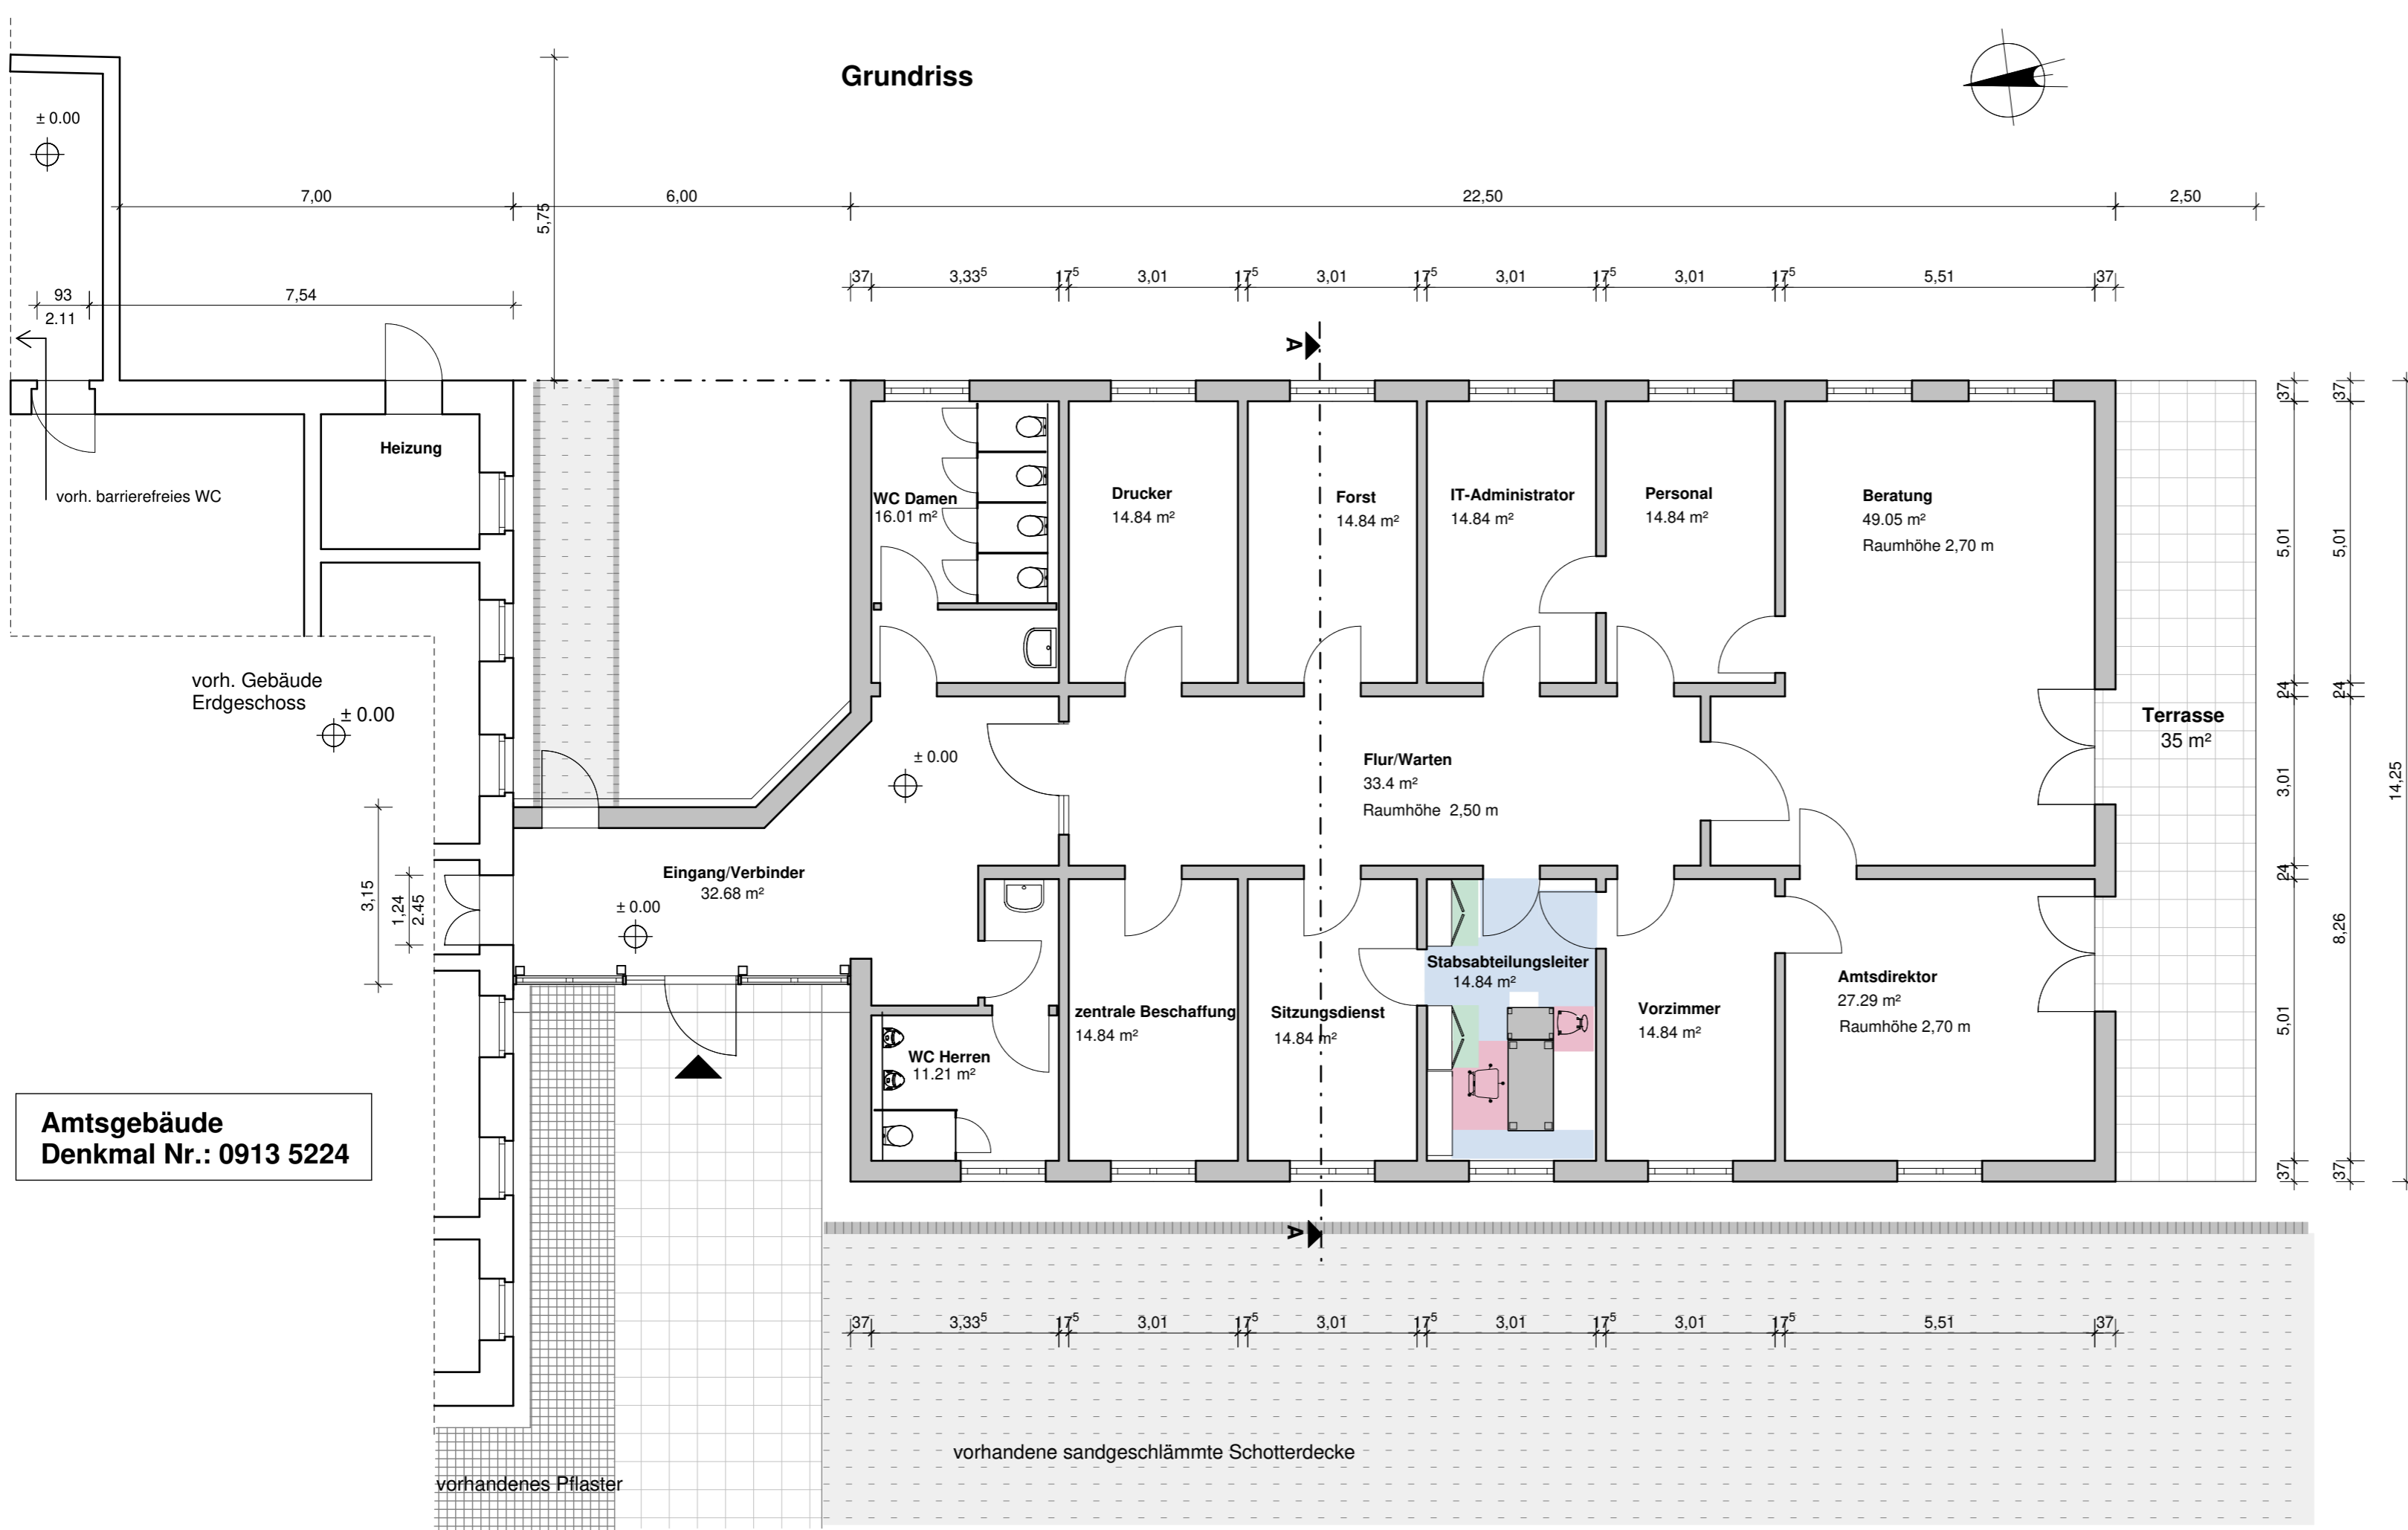 Grundriss
± 0.00
7,00
6,00
22,50
2,50
5,75
93
2.11
7,54
37
3,33⁵
17⁵
3,01
17⁵
3,01
17⁵
3,01
17⁵
3,01
17⁵
5,51
37
A
Heizung
vorh. barrierefreies WC
WC Damen
16.01 m²
Drucker
14.84 m²
Forst
14.84 m²
IT-Administrator
14.84 m²
Personal
14.84 m²
Beratung
49.05 m²
Raumhöhe 2,70 m
vorh. Gebäude
Erdgeschoss
± 0.00
± 0.00
Flur/Warten
33.4 m²
Raumhöhe 2,50 m
Terrasse
35 m²
37
5,01
24
3,01
24
5,01
37
37
5,01
24
8,26
37
14,25
3,15
1,24
2.45
Eingang/Verbinder
32.68 m²
± 0.00
Stabsabteilungsleiter
14.84 m²
zentrale Beschaffung
14.84 m²
Sitzungsdienst
14.84 m²
Vorzimmer
14.84 m²
Amtsdirektor
27.29 m²
Raumhöhe 2,70 m
WC Herren
11.21 m²
Amtsgebäude
Denkmal Nr.: 0913 5224
A
37
3,33⁵
17⁵
3,01
17⁵
3,01
17⁵
3,01
17⁵
3,01
17⁵
5,51
37
vorhandene sandgeschlämmte Schotterdecke
vorhandenes Pflaster